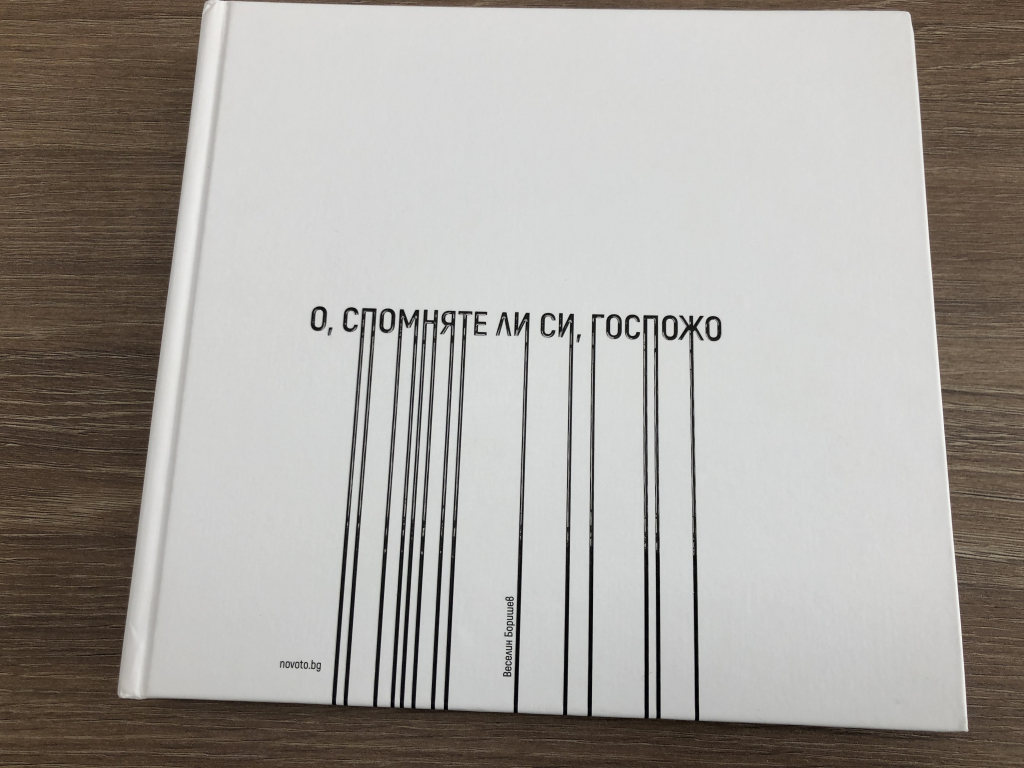 О, СПОМНЯТЕ ЛИ СИ, ГОСПОЖО
Веселин Боришев
novoto.bg